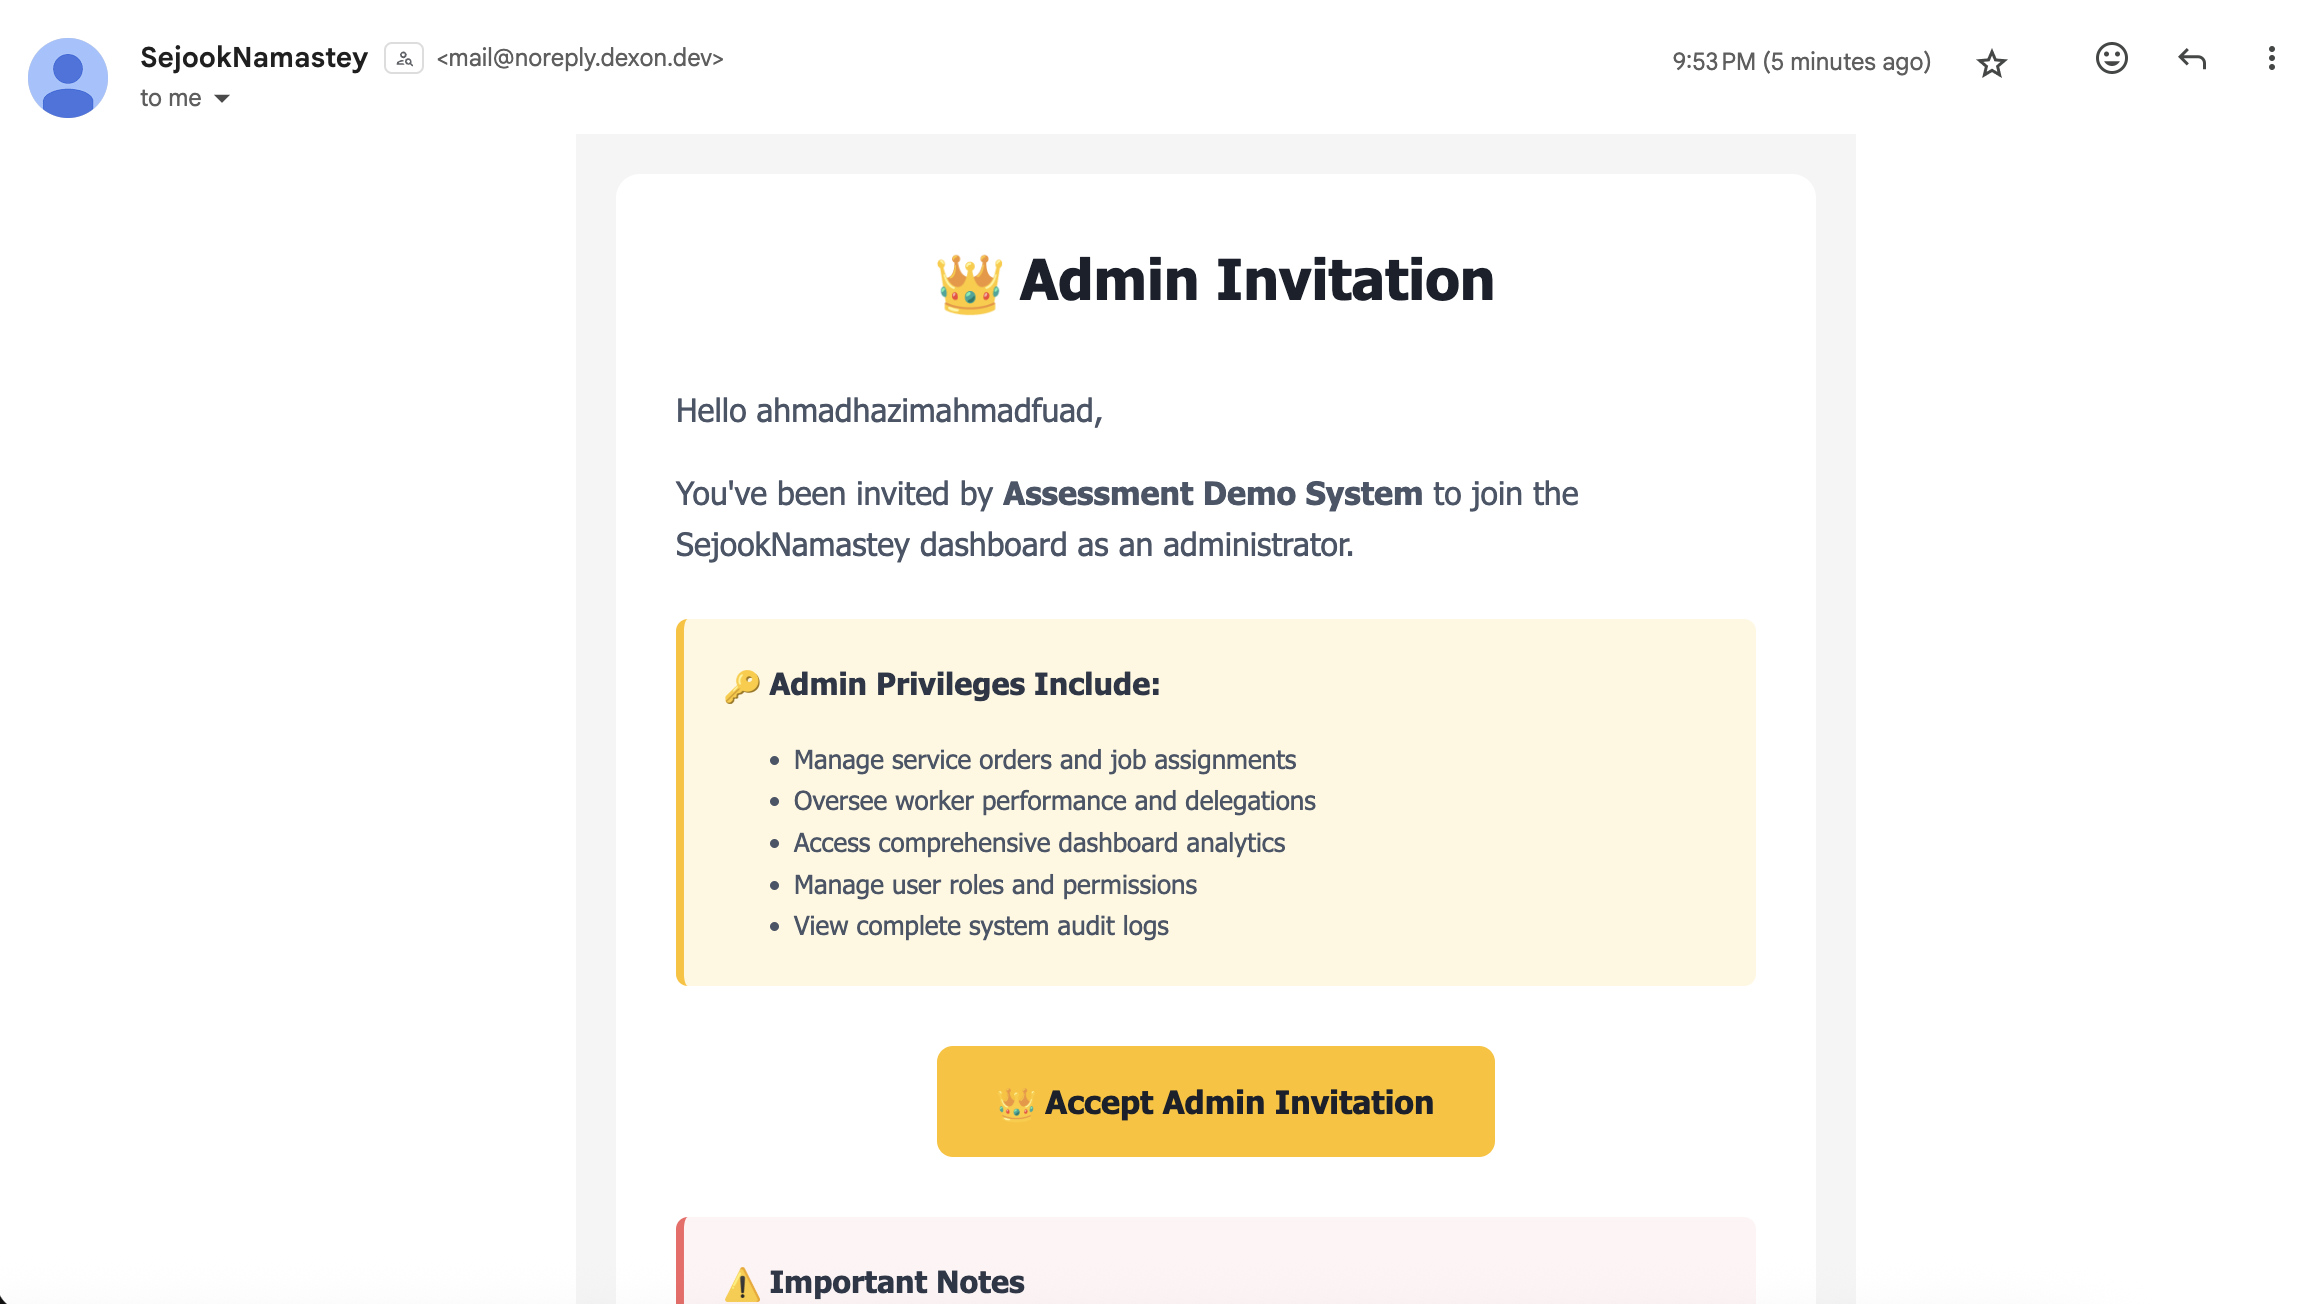 SejookNamastey <mail@noreply.dexon.dev>
9:53 PM (5 minutes ago)
to me
👑 Admin Invitation
Hello ahmadhazimahmadfuad,
You've been invited by Assessment Demo System to join the
SejookNamastey dashboard as an administrator.
🔑 Admin Privileges Include:
• Manage service orders and job assignments
• Oversee worker performance and delegations
• Access comprehensive dashboard analytics
• Manage user roles and permissions
• View complete system audit logs
👑 Accept Admin Invitation
⚠️ Important Notes